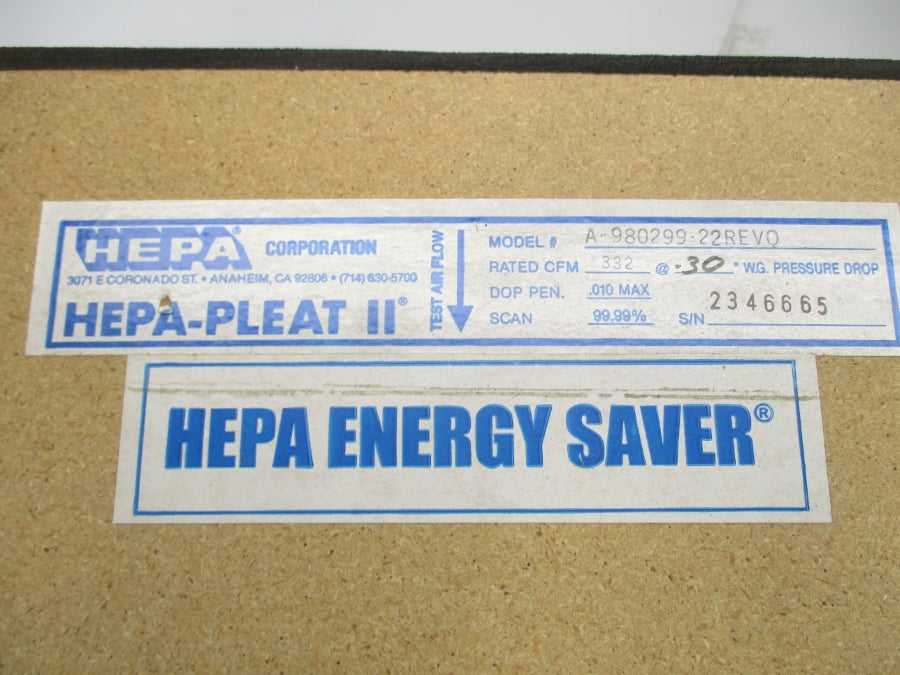 HEPA® CORPORATION
3071 E CORONADO ST. • ANAHEIM, CA 92806 • (714) 630-5700
HEPA-PLEAT II®
TEST AIR FLOW
MODEL # A-980299-22REVQ
RATED CFM 332 @ .30 " W.G. PRESSURE DROP
DOP PEN. .010 MAX
SCAN 99.99% S/N 2346665
HEPA ENERGY SAVER®